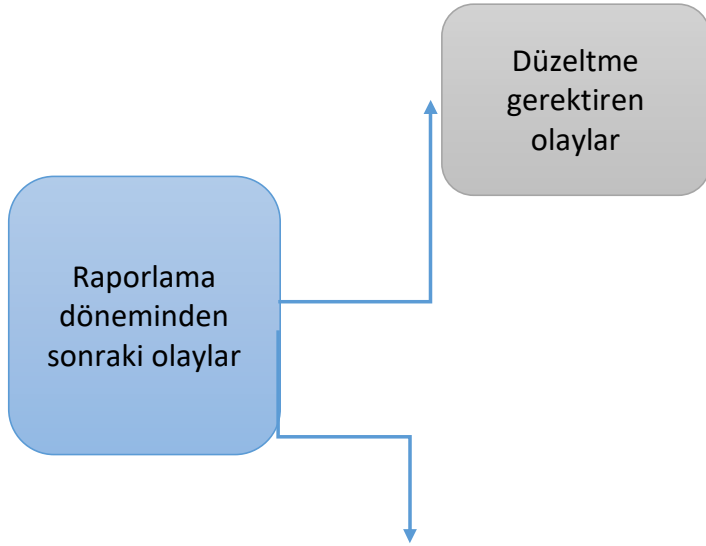 Düzeltme
gerektiren
olaylar
Raporlama
döneminden
sonraki olaylar